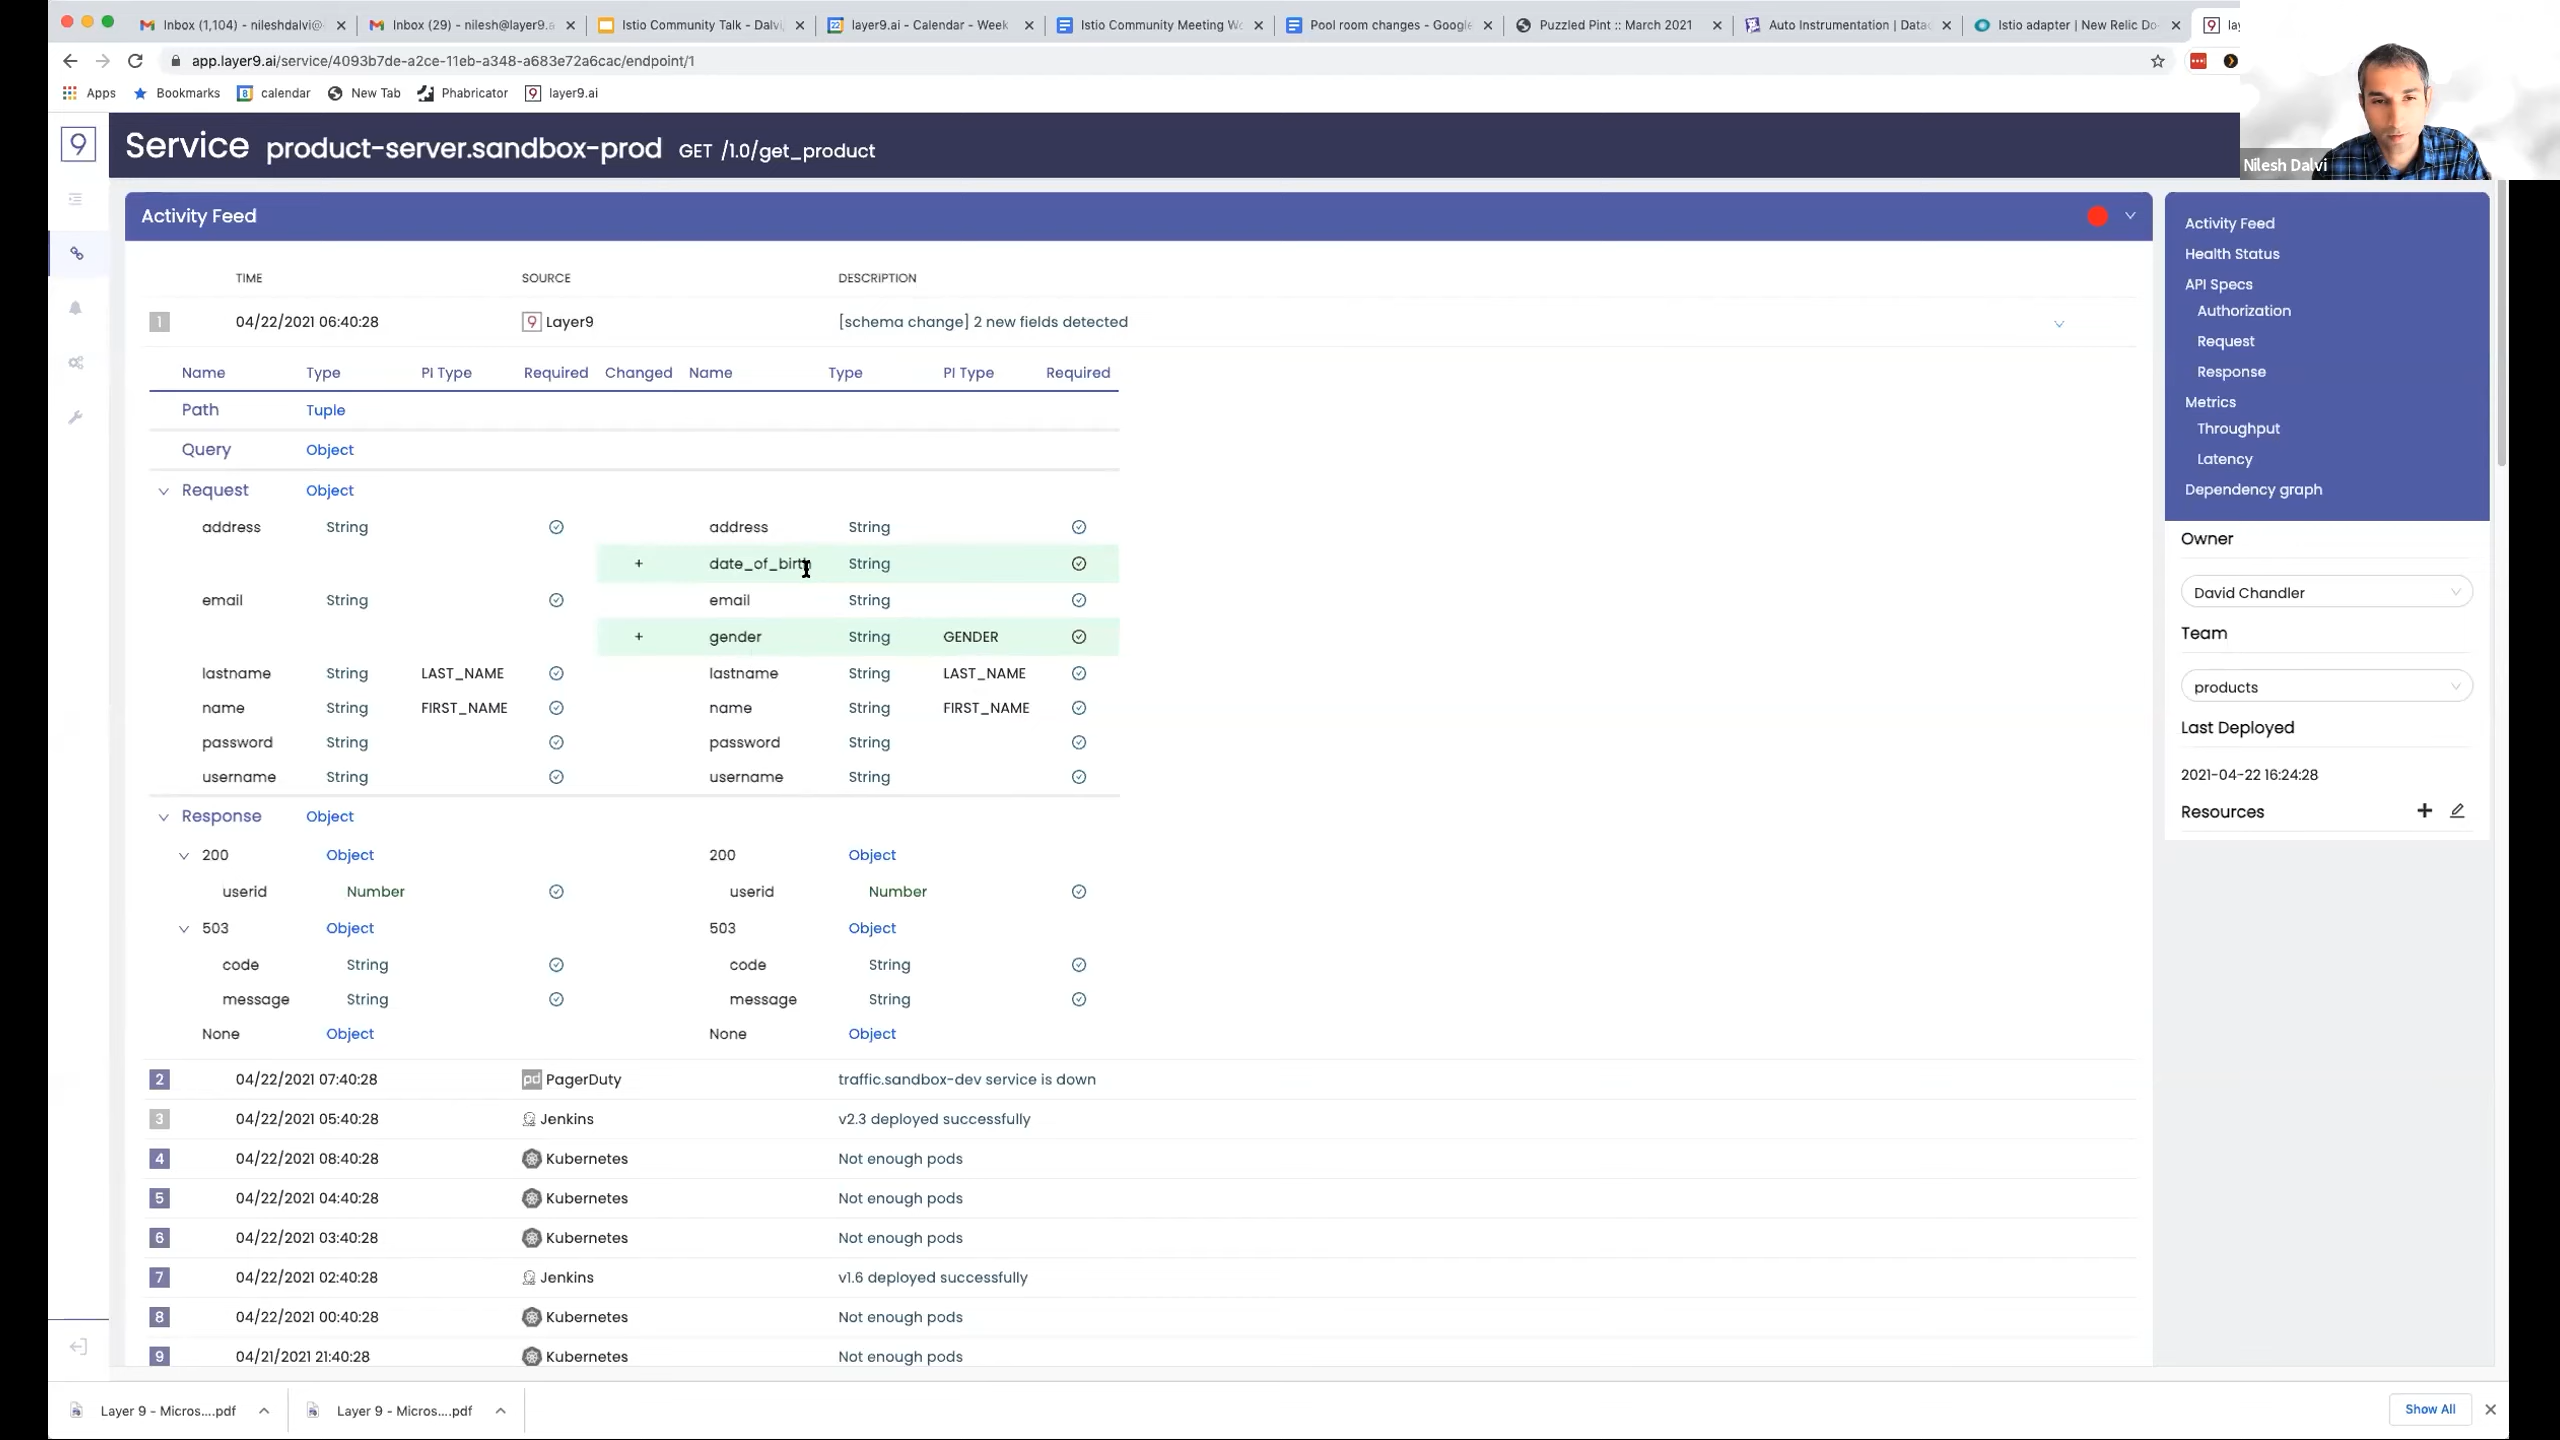 Inbox (1,104) - nileshdalvi@ Inbox (29) - nilesh@layer9.a Istio Community Talk - Dalvi, layer9.ai - Calendar - Week Istio Community Meeting Wo Pool room changes - Google Puzzled Pint :: March 2021 Auto Instrumentation | Datad Istio adapter | New Relic Do lay
app.layer9.ai/service/4093b7de-a2ce-11eb-a348-a683e72a6cac/endpoint/1
Apps Bookmarks 8 calendar New Tab Phabricator 9 layer9.ai
9 Service product-server.sandbox-prod GET /1.0/get_product
Nilesh Dalvi
Activity Feed
TIME SOURCE DESCRIPTION
1 04/22/2021 06:40:28 9 Layer9 [schema change] 2 new fields detected
Name Type PI Type Required Changed Name Type PI Type Required
Path Tuple
Query Object
Request Object
address String address String
+ date_of_birth String
email String email String
+ gender String GENDER
lastname String LAST_NAME lastname String LAST_NAME
name String FIRST_NAME name String FIRST_NAME
password String password String
username String username String
Response Object
200 Object 200 Object
userid Number userid Number
503 Object 503 Object
code String code String
message String message String
None Object None Object
2 04/22/2021 07:40:28 pd PagerDuty traffic.sandbox-dev service is down
3 04/22/2021 05:40:28 Jenkins v2.3 deployed successfully
4 04/22/2021 08:40:28 Kubernetes Not enough pods
5 04/22/2021 04:40:28 Kubernetes Not enough pods
6 04/22/2021 03:40:28 Kubernetes Not enough pods
7 04/22/2021 02:40:28 Jenkins v1.6 deployed successfully
8 04/22/2021 00:40:28 Kubernetes Not enough pods
9 04/21/2021 21:40:28 Kubernetes Not enough pods
Activity Feed
Health Status
API Specs
Authorization
Request
Response
Metrics
Throughput
Latency
Dependency graph
Owner
David Chandler
Team
products
Last Deployed
2021-04-22 16:24:28
Resources +
Layer 9 - Micros....pdf Layer 9 - Micros....pdf Show All